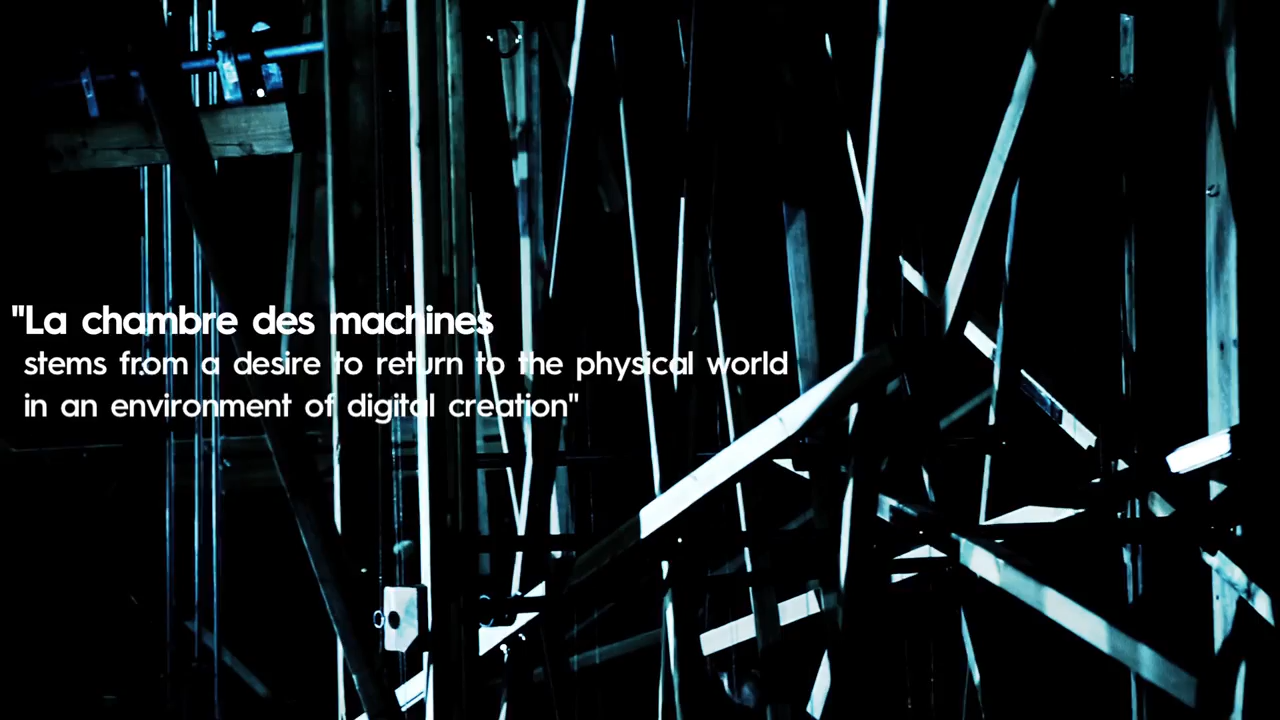 "La chambre des machines
stems from a desire to return to the physical world
in an environment of digital creation"